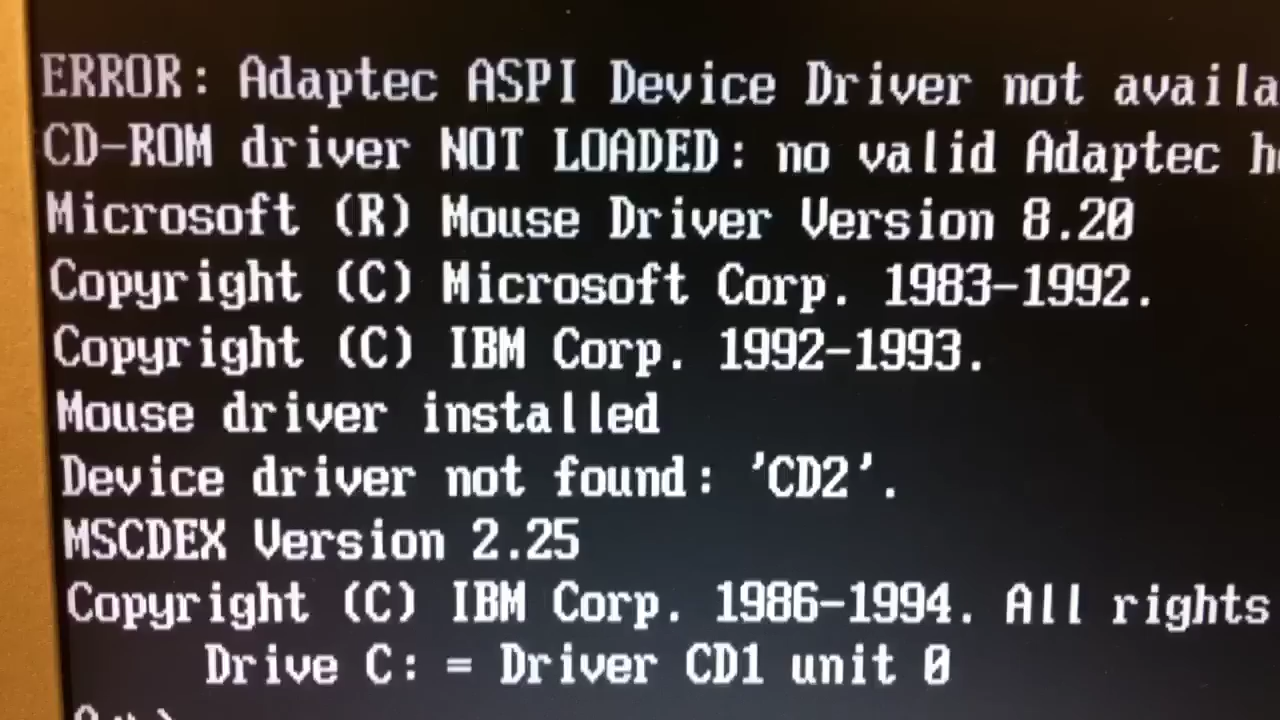 ERROR: Adaptec ASPI Device Driver not availa
CD-ROM driver NOT LOADED: no valid Adaptec h
Microsoft (R) Mouse Driver Version 8.20
Copyright (C) Microsoft Corp. 1983-1992.
Copyright (C) IBM Corp. 1992-1993.
Mouse driver installed
Device driver not found: 'CD2'.
MSCDEX Version 2.25
Copyright (C) IBM Corp. 1986-1994. All rights
Drive C: = Driver CD1 unit 0